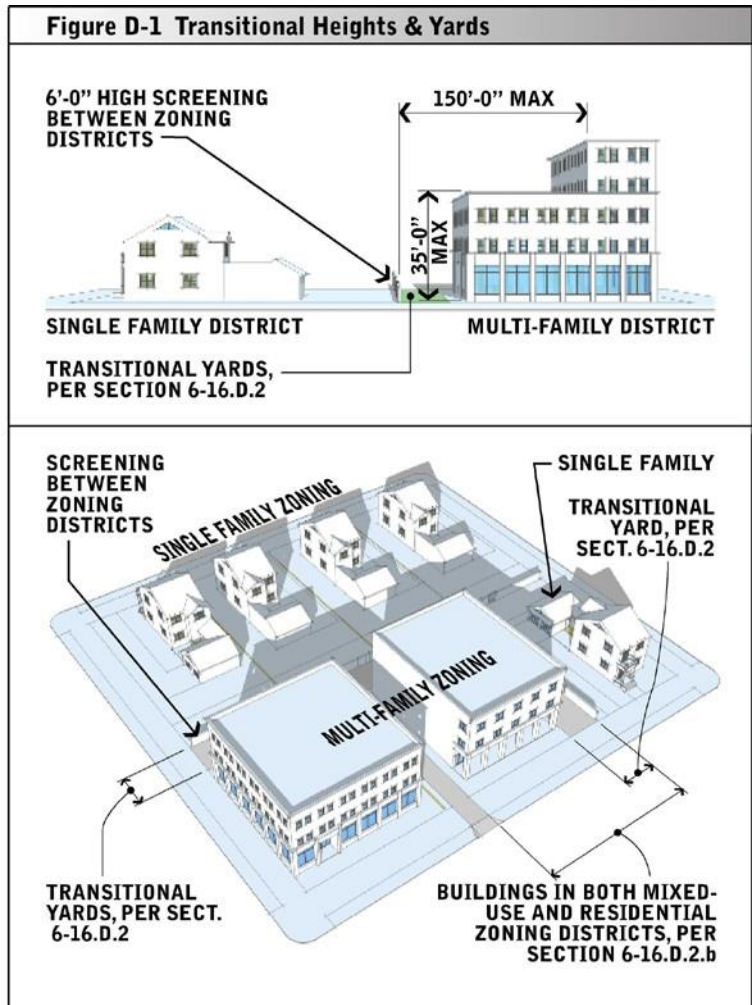 Figure D-1 Transitional Heights & Yards
6'-0" HIGH SCREENING
BETWEEN ZONING
DISTRICTS
150'-0" MAX
35'-0"
MAX
SINGLE FAMILY DISTRICT
MULTI-FAMILY DISTRICT
TRANSITIONAL YARDS,
PER SECTION 6-16.D.2
SCREENING
BETWEEN
ZONING
DISTRICTS
SINGLE FAMILY ZONING
SINGLE FAMILY
TRANSITIONAL
YARD, PER
SECT. 6-16.D.2
MULTI-FAMILY ZONING
TRANSITIONAL
YARDS, PER SECT.
6-16.D.2
BUILDINGS IN BOTH MIXED-
USE AND RESIDENTIAL
ZONING DISTRICTS, PER
SECTION 6-16.D.2.b